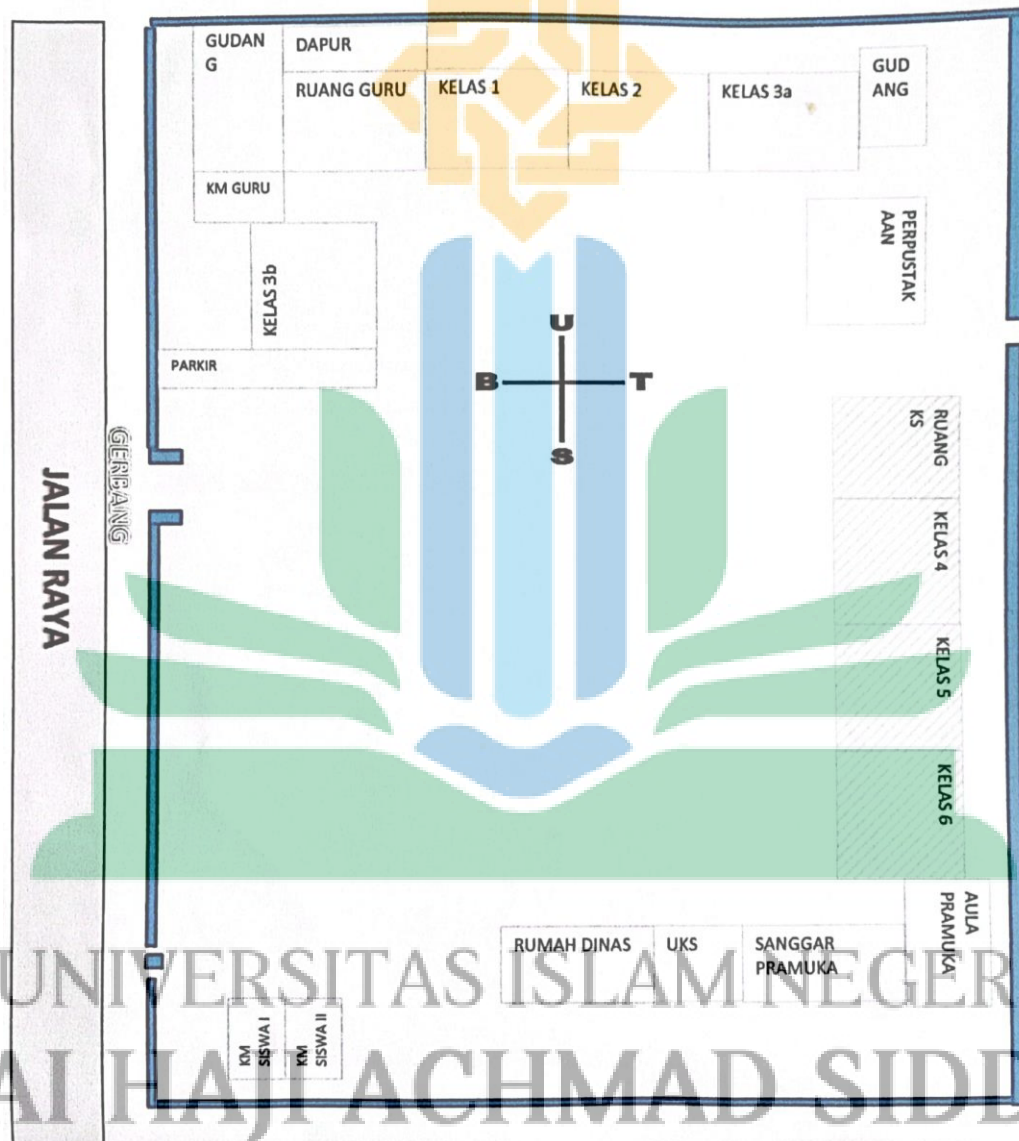 GUDAN
G
DAPUR
RUANG GURU
KELAS 1
KELAS 2
KELAS 3a
GUD
ANG
KM GURU
PERPUSTAK
AAN
KELAS 3b
U
B
T
S
PARKIR
RUANG
KS
GERBANG
JALAN RAYA
KELAS 4
KELAS 5
KELAS 6
AULA
PRAMUKA
RUMAH DINAS
UKS
SANGGAR
PRAMUKA
UNIVERSITAS ISLAM NEGER
KM
SISWA I
KM
SISWA II
AI HAJI ACHMAD SIDD